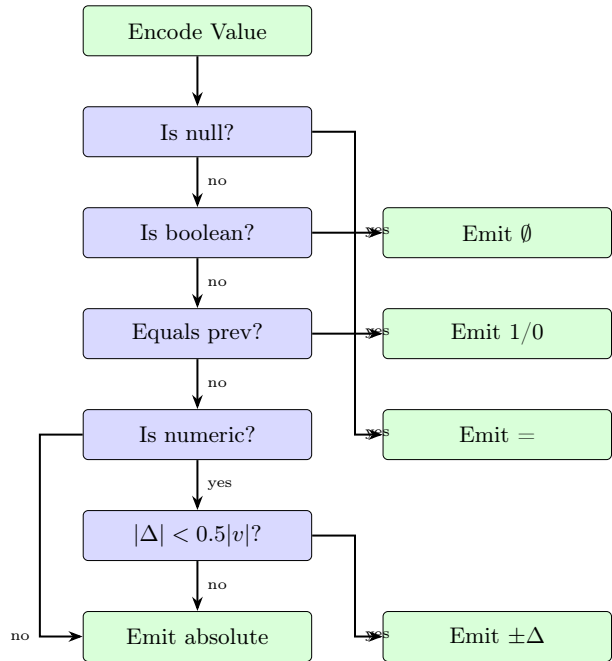 Encode Value
Is null?
no
Is boolean?
yes
Emit ∅
no
Equals prev?
yes
Emit 1/0
no
Is numeric?
yes
Emit =
yes
|Δ| < 0.5|v|?
no
no
Emit absolute
yes
Emit ±Δ